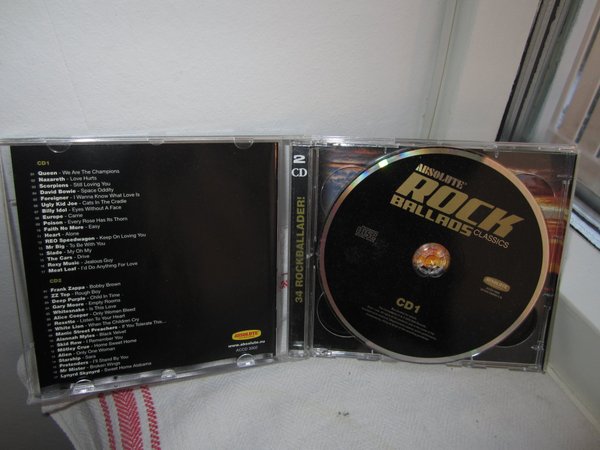 CD1
Queen - We Are The Champions
Nazareth - Love Hurts
Scorpions - Still Loving You
David Bowie - Space Oddity
Foreigner - I Wanna Know What Love Is
Ugly Kid Joe - Cats In The Cradle
Billy Idol - Eyes Without A Face
Europe - Carrie
Poison - Every Rose Has Its Thorn
Faith No More - Easy
Heart - Alone
REO Speedwagon - Keep On Loving You
Mr Big - To Be With You
Slade - My Oh My
The Cars - Drive
Roxy Music - Jealous Guy
Meat Loaf - I'd Do Anything For Love
CD2
Frank Zappa - Bobby Brown
ZZ Top - Rough Boy
Deep Purple - Child In Time
Gary Moore - Empty Rooms
Whitesnake - Is This Love
Alice Cooper - Only Women Bleed
Roxette - Listen To Your Heart
White Lion - When The Children Cry
Manic Street Preachers - If You Tolerate This...
Alannah Myles - Black Velvet
Skid Row - I Remember You
Mötley Crue - Home Sweet Home
Alien - Only One Woman
Starship - Sara
Pretenders - I'll Stand By You
Mr Mister - Broken Wings
Lynyrd Skynyrd - Sweet Home Alabama
ABSOLUTE
www.absolute.nu
2 CD
34 ROCKBALLADER!
ABSOLUTE
ROCK
BALLADS
CLASSICS
CD1